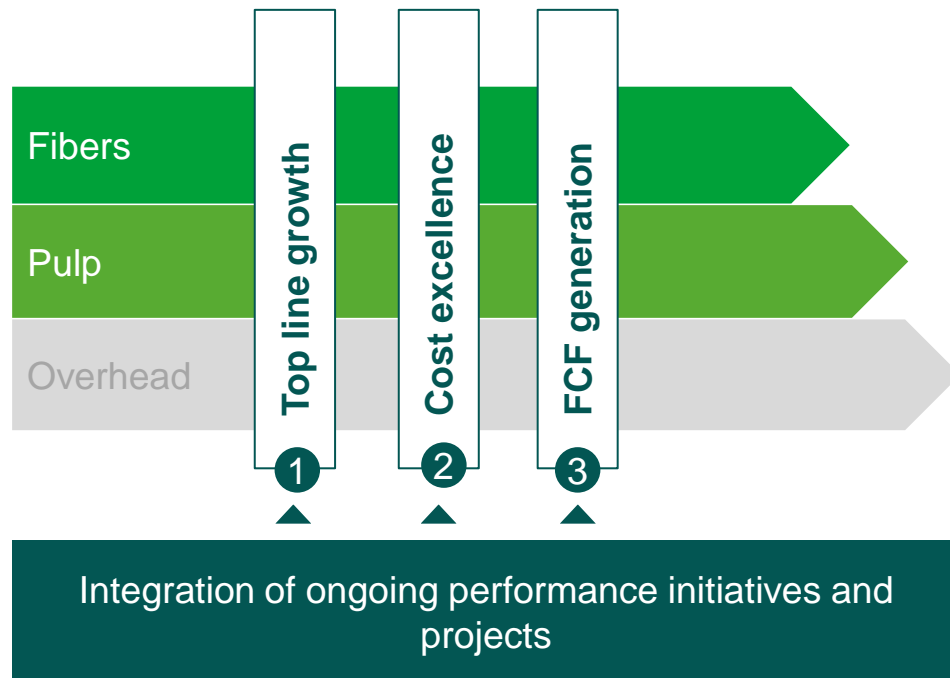 Fibers
Pulp
Overhead
Top line growth
Cost excellence
FCF generation
1
2
3
Integration of ongoing performance initiatives and
projects